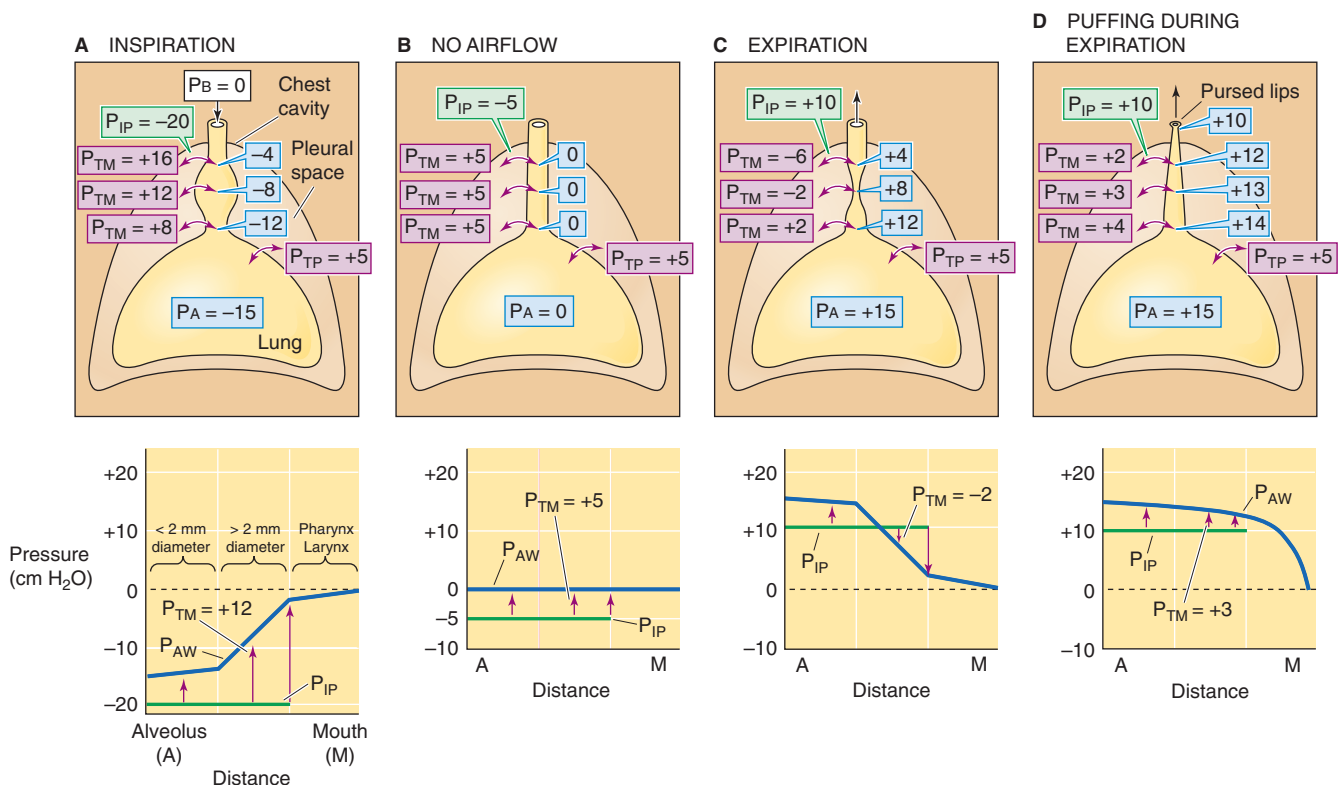 A INSPIRATION
PB = 0
Chest
cavity
PIP = –20
Pleural
space
PTM = +16
–4
PTM = +12
–8
PTM = +8
–12
PTP = +5
PA = –15
Lung
B NO AIRFLOW
PIP = –5
PTM = +5
0
PTM = +5
0
PTM = +5
0
PTP = +5
PA = 0
C EXPIRATION
PIP = +10
PTM = –6
+4
PTM = –2
+8
PTM = +2
+12
PTP = +5
PA = +15
D PUFFING DURING
EXPIRATION
Pursed lips
PIP = +10
+10
PTM = +2
+12
PTM = +3
+13
PTM = +4
+14
PTP = +5
PA = +15
Pressure
(cm H2O)
+20
+10
0
–10
–20
< 2 mm
diameter
> 2 mm
diameter
Pharynx
Larynx
PTM = +12
PAW
PIP
Alveolus
(A)
Mouth
(M)
Distance
+20
+10
0
–5
–10
PTM = +5
PAW
PIP
A
M
Distance
+20
+10
0
–10
PTM = –2
PIP
A
M
Distance
+20
+10
0
–10
PAW
PIP
PTM = +3
A
M
Distance